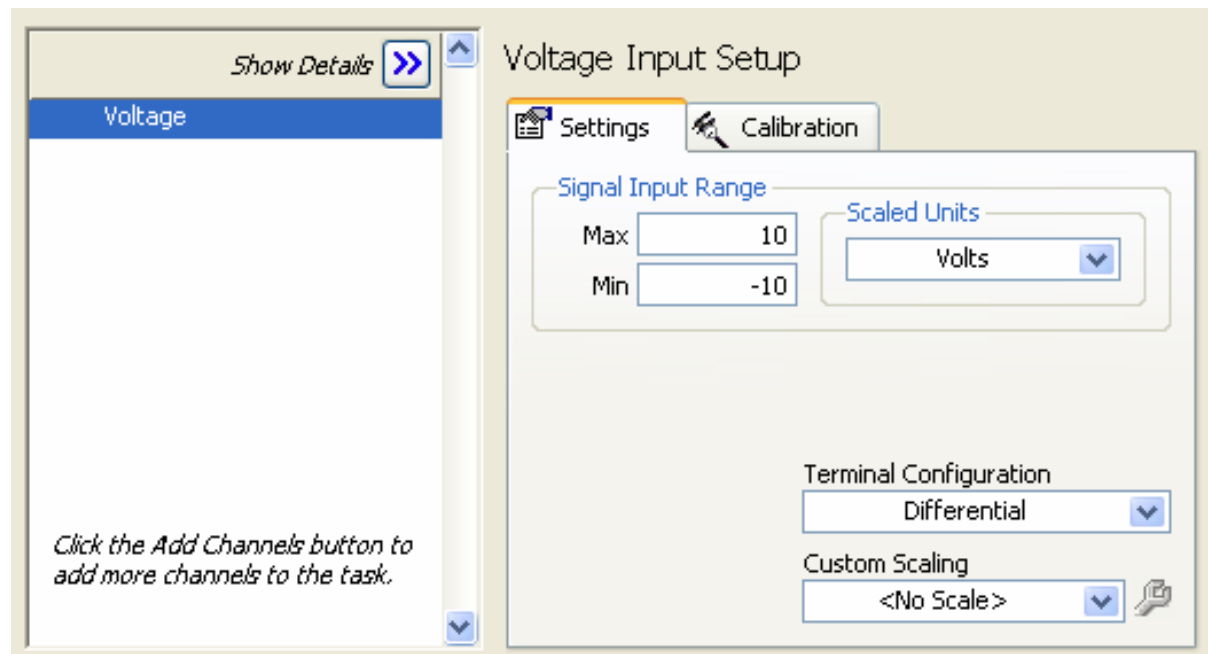 Show Details
Voltage
Click the Add Channels button to
add more channels to the task.
Voltage Input Setup
Settings
Calibration
Signal Input Range
Max
10
Min
-10
Scaled Units
Volts
Terminal Configuration
Differential
Custom Scaling
<No Scale>